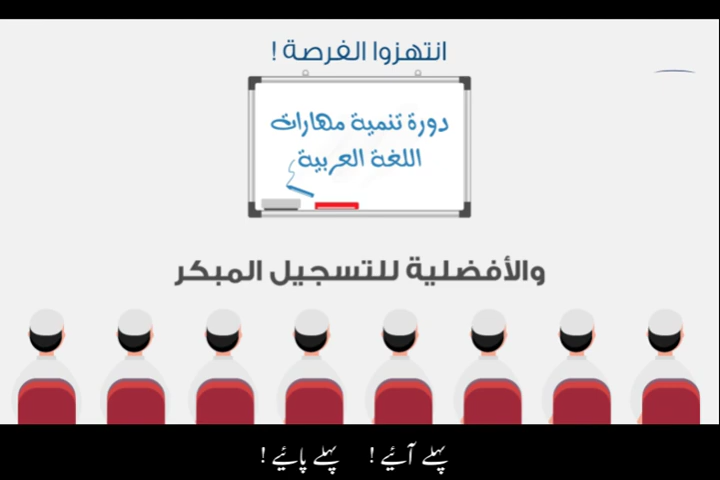 انتهزوا الفرصة !
دورة تنمية مهارات
اللغة العربية
والأفضلية للتسجيل المبكر
پہلے آئیے ! پہلے پائیے !